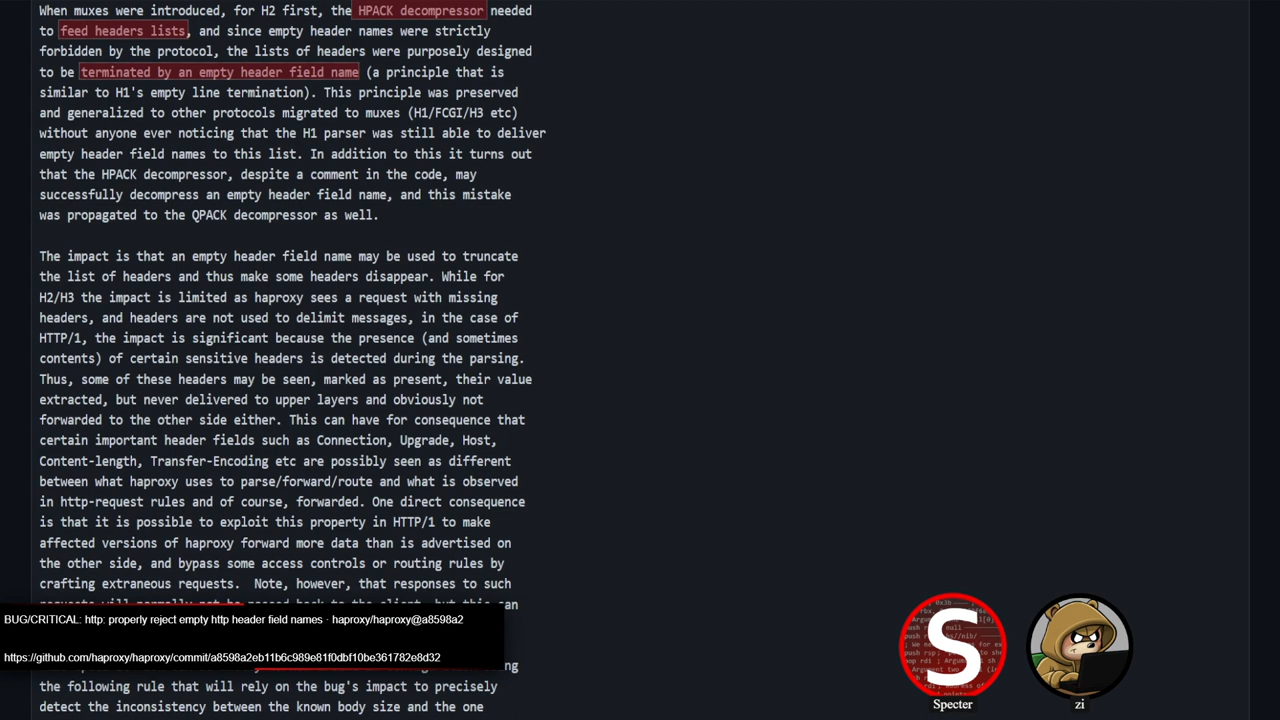 When muxes were introduced, for H2 first, the HPACK decompressor needed
to feed headers lists, and since empty header names were strictly
forbidden by the protocol, the lists of headers were purposely designed
to be terminated by an empty header field name (a principle that is
similar to H1's empty line termination). This principle was preserved
and generalized to other protocols migrated to muxes (H1/FCGI/H3 etc)
without anyone ever noticing that the H1 parser was still able to deliver
empty header field names to this list. In addition to this it turns out
that the HPACK decompressor, despite a comment in the code, may
successfully decompress an empty header field name, and this mistake
was propagated to the QPACK decompressor as well.
The impact is that an empty header field name may be used to truncate
the list of headers and thus make some headers disappear. While for
H2/H3 the impact is limited as haproxy sees a request with missing
headers, and headers are not used to delimit messages, in the case of
HTTP/1, the impact is significant because the presence (and sometimes
contents) of certain sensitive headers is detected during the parsing.
Thus, some of these headers may be seen, marked as present, their value
extracted, but never delivered to upper layers and obviously not
forwarded to the other side either. This can have for consequence that
certain important header fields such as Connection, Upgrade, Host,
Content-length, Transfer-Encoding etc are possibly seen as different
between what haproxy uses to parse/forward/route and what is observed
in http-request rules and of course, forwarded. One direct consequence
is that it is possible to exploit this property in HTTP/1 to make
affected versions of haproxy forward more data than is advertised on
the other side, and bypass some access controls or routing rules by
crafting extraneous requests.  Note, however, that responses to such
BUG/CRITICAL: http: properly reject empty http header field names · haproxy/haproxy@a8598a2
the following rule that will rely on the bug's impact to precisely
detect the inconsistency between the known body size and the one
S
Specter
zi